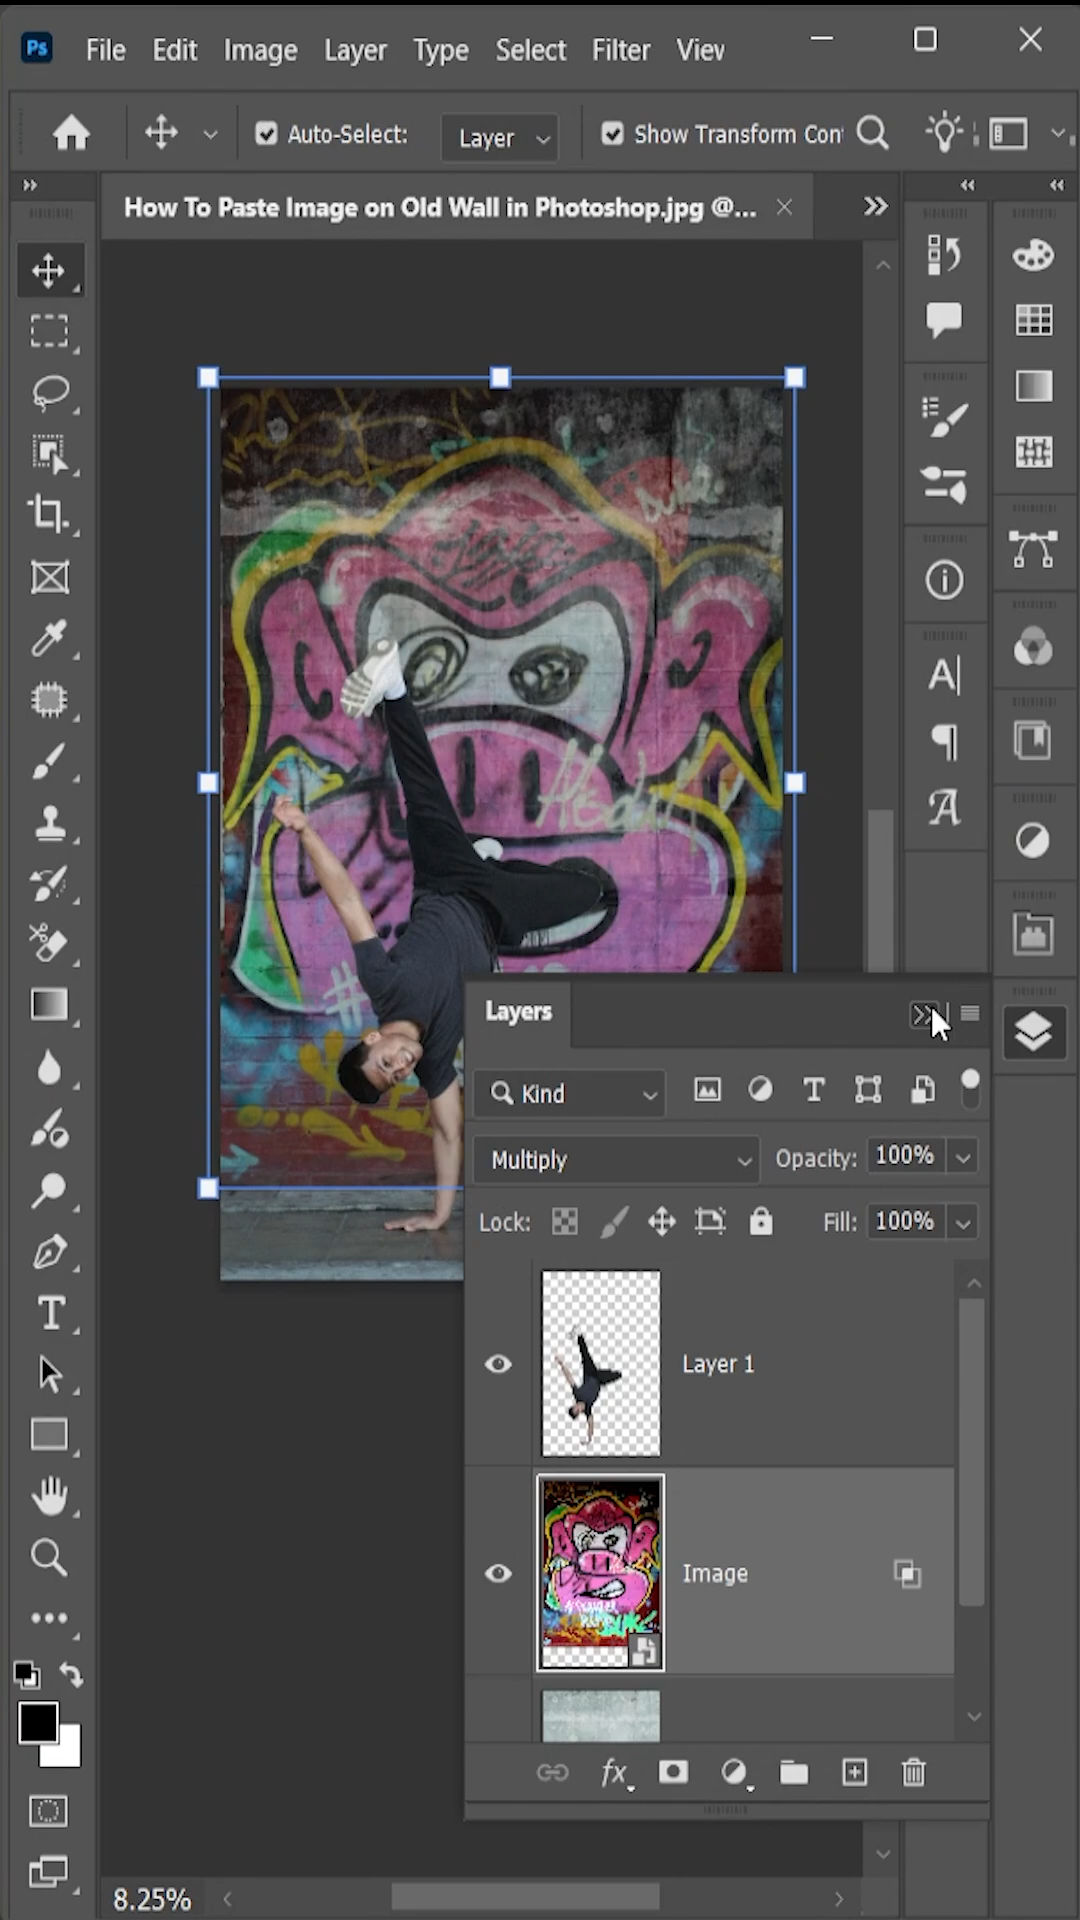 Ps File Edit Image Layer Type Select Filter View
Auto-Select: Layer Show Transform Con
How To Paste Image on Old Wall in Photoshop.jpg @...
Layers
Kind
Multiply Opacity: 100%
Lock: Fill: 100%
Layer 1
Image
fx
8.25%